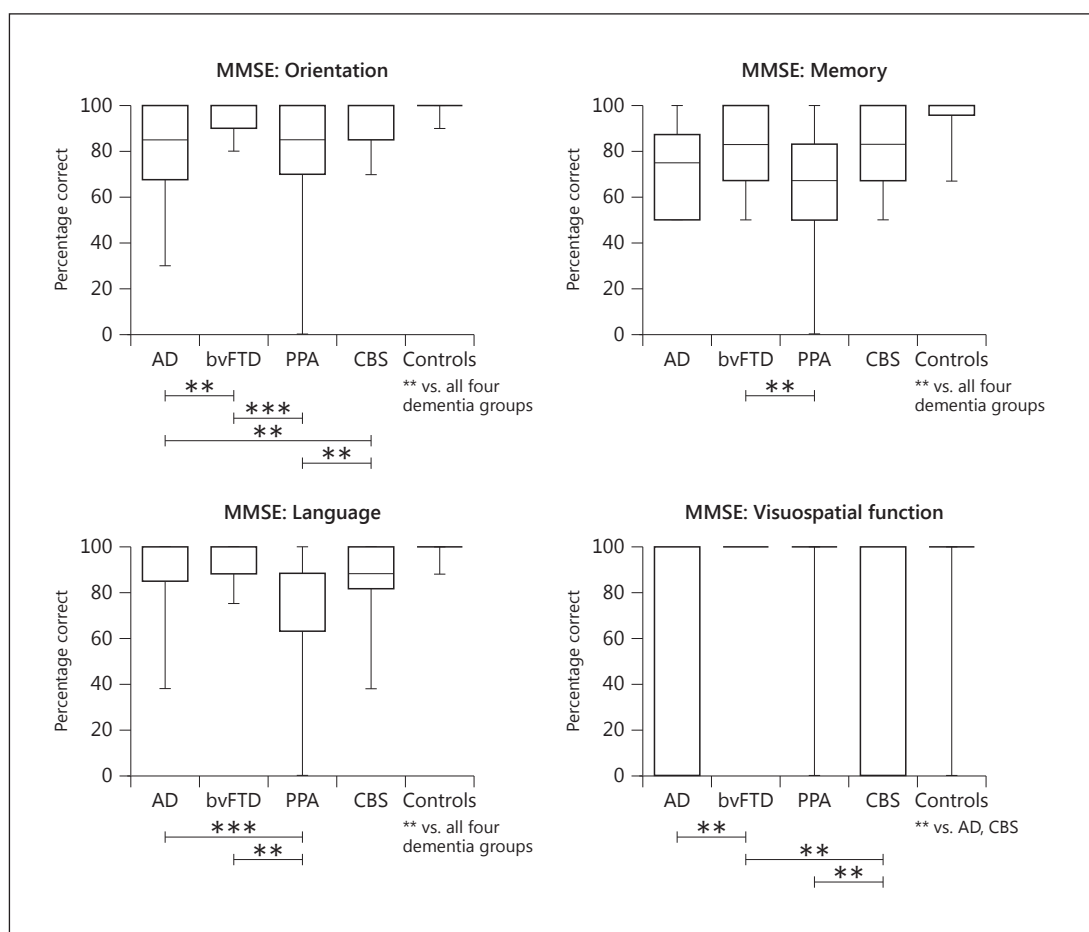 MMSE: Orientation
Percentage correct
100
80
60
40
20
0
AD bvFTD PPA CBS Controls
** vs. all four
dementia groups
**
***
**
**
MMSE: Memory
Percentage correct
100
80
60
40
20
0
AD bvFTD PPA CBS Controls
** vs. all four
dementia groups
**
MMSE: Language
Percentage correct
100
80
60
40
20
0
AD bvFTD PPA CBS Controls
** vs. all four
dementia groups
***
**
MMSE: Visuospatial function
Percentage correct
100
80
60
40
20
0
AD bvFTD PPA CBS Controls
** vs. AD, CBS
**
**
**